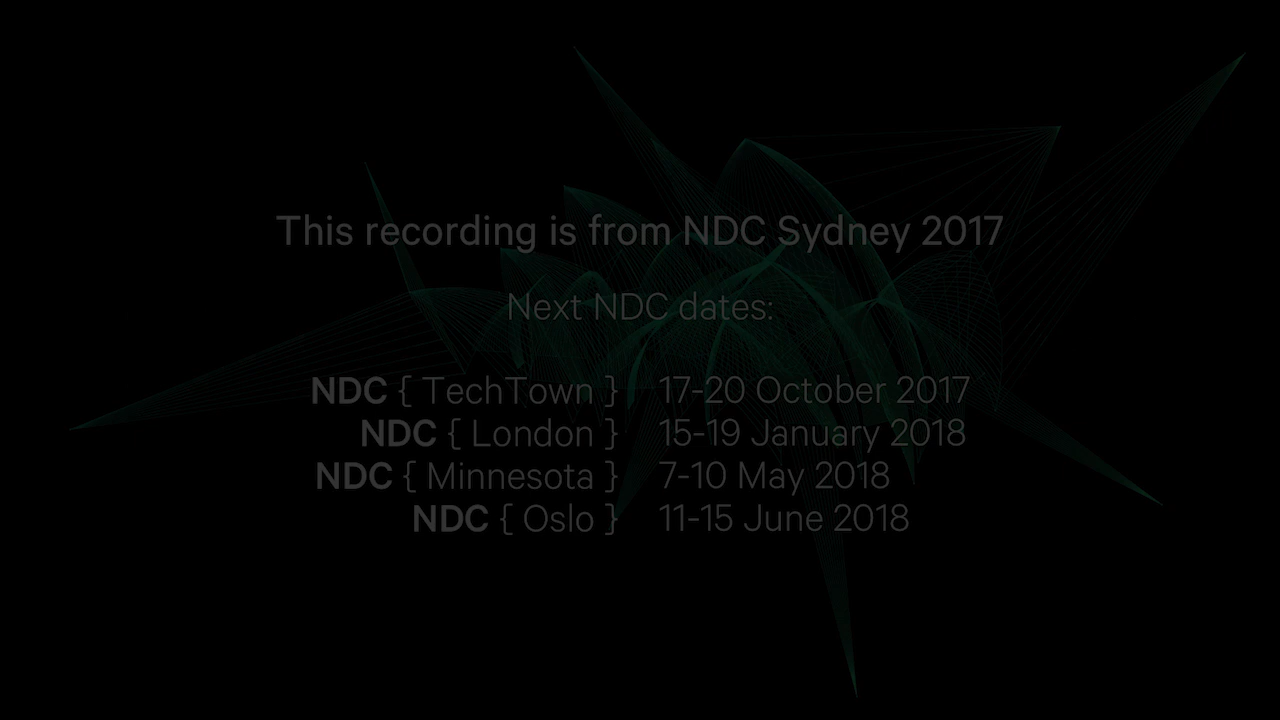 This recording is from NDC Sydney 2017
Next NDC dates:
NDC { TechTown } 17-20 October 2017
NDC { London } 15-19 January 2018
NDC { Minnesota } 7-10 May 2018
NDC { Oslo } 11-15 June 2018